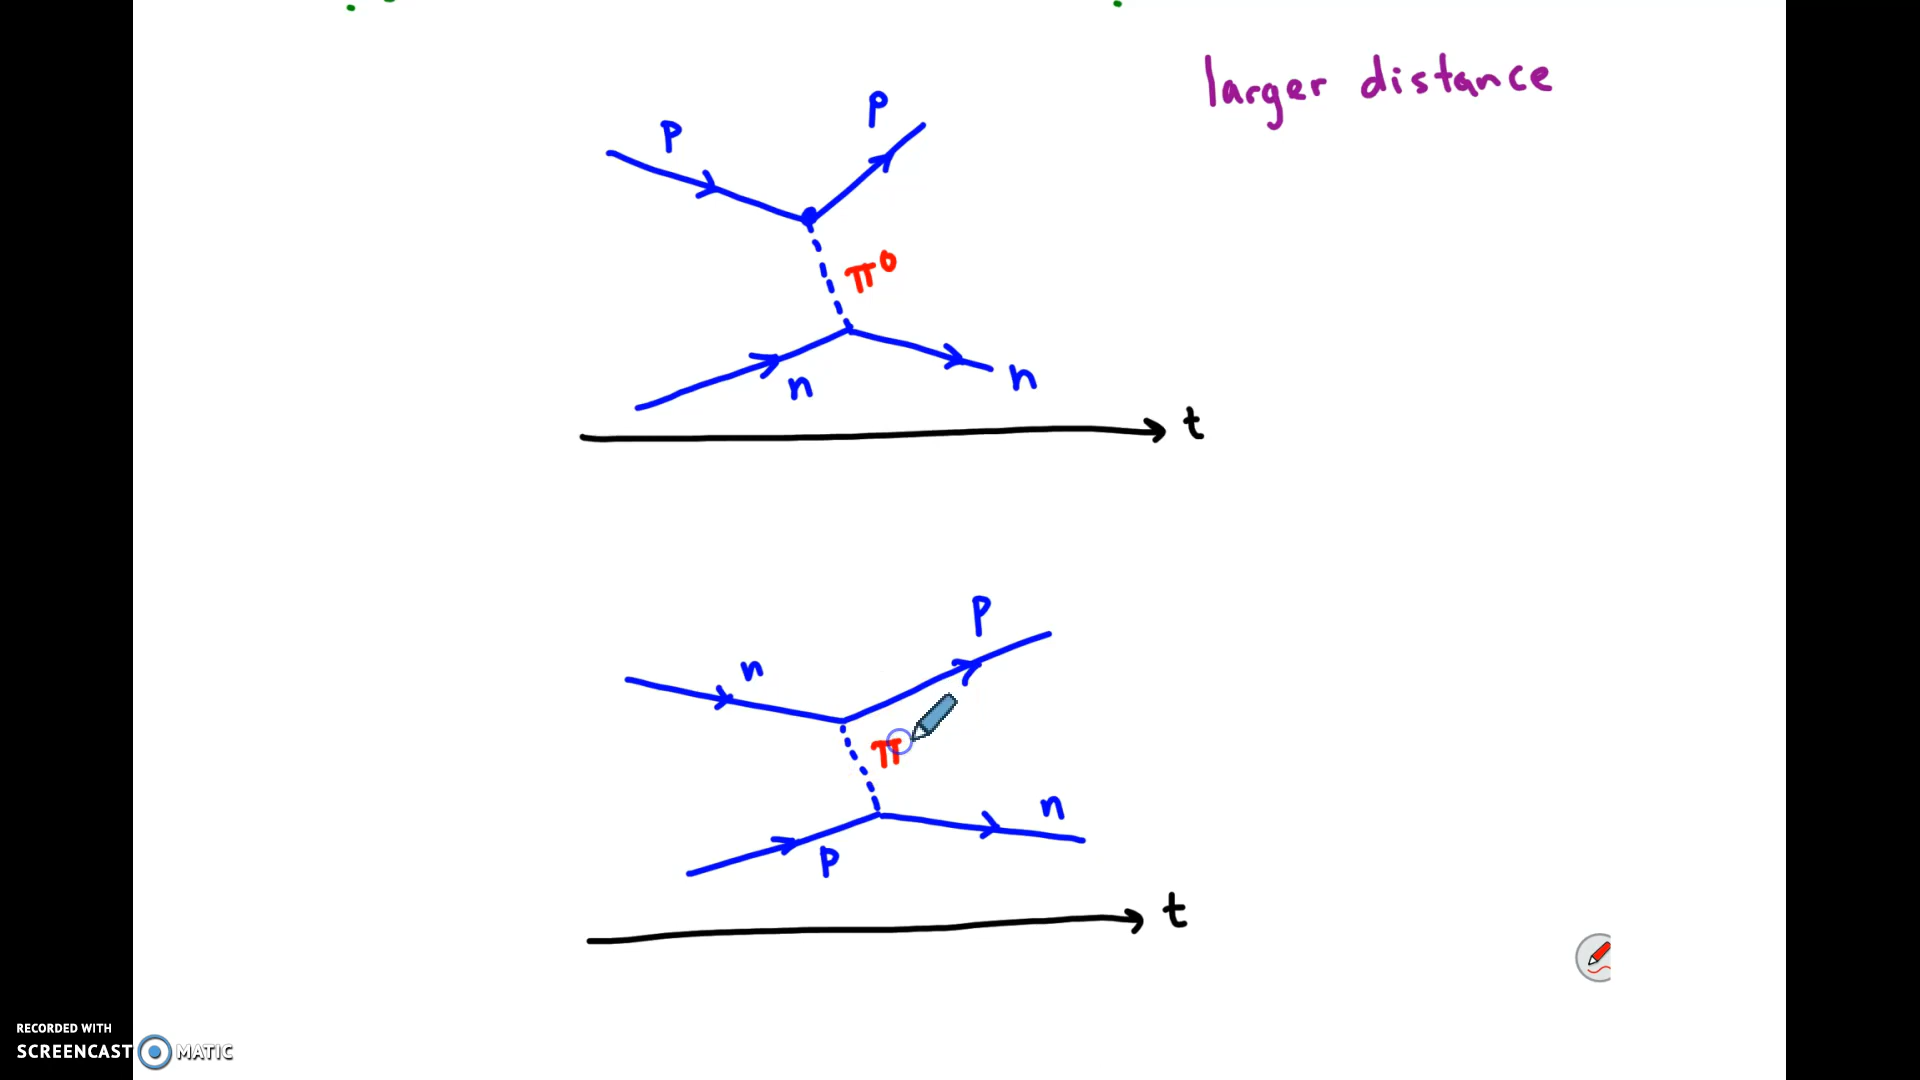 larger distance
p
p
π⁰
n
n
t
p
n
π
n
p
t
RECORDED WITH
SCREENCAST MATIC